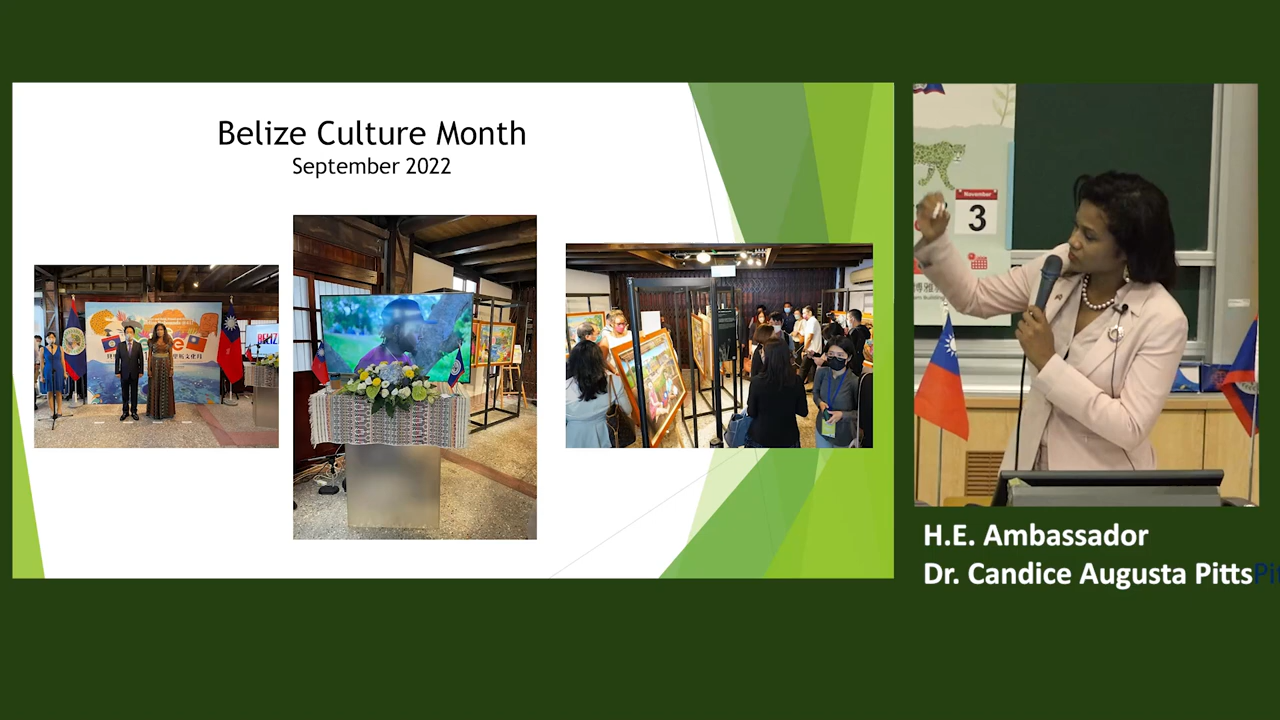 Belize Culture Month
September 2022
November
3
H.E. Ambassador
Dr. Candice Augusta Pitts